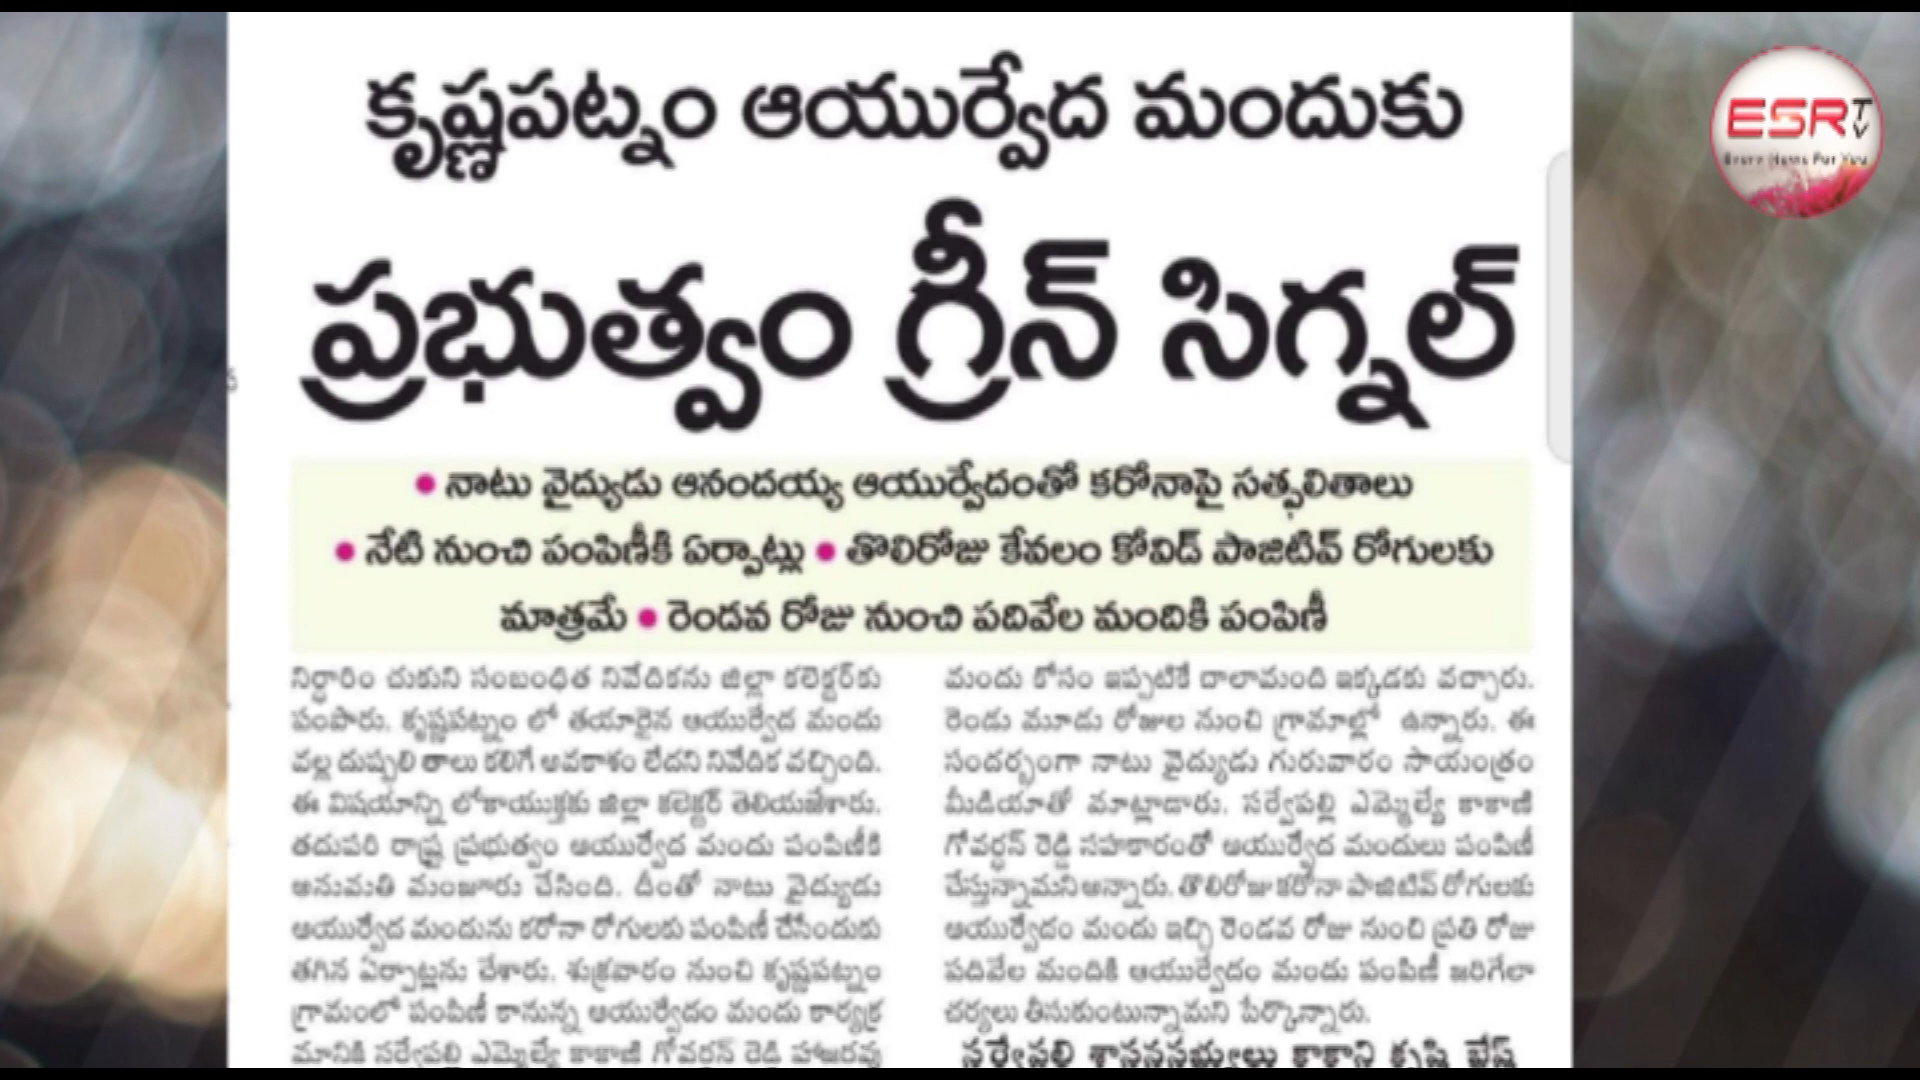 కృష్ణపట్నం ఆయుర్వేద మందుకు
ప్రభుత్వం గ్రీన్ సిగ్నల్
ESR TV
• నాటు వైద్యుడు ఆనందయ్య ఆయుర్వేదంతో కరోనాపై సత్ఫలితాలు
• నేటి నుంచి పంపిణీకి ఏర్పాట్లు • తొలిరోజు కేవలం కోవిడ్ పాజిటివ్ రోగులకు
మాత్రమే • రెండవ రోజు నుంచి పదివేల మందికి పంపిణీ
నిర్ధారిం చుకుని సంబంధిత నివేదికను జిల్లా కలెక్టర్‌కు
పంపారు. కృష్ణపట్నం లో తయారైన ఆయుర్వేద మందు
వల్ల దుష్ఫలి తాలు కలిగే అవకాశం లేదని నివేదిక వచ్చింది.
ఈ విషయాన్ని లోకాయుక్తకు జిల్లా కలెక్టర్ తెలియజేశారు.
తదుపరి రాష్ట్ర ప్రభుత్వం ఆయుర్వేద మందు పంపిణీకి
అనుమతి మంజూరు చేసింది. దీంతో నాటు వైద్యుడు
ఆయుర్వేద మందును కరోనా రోగులకు పంపిణీ చేసేందుకు
తగిన ఏర్పాట్లను చేశారు. శుక్రవారం నుంచి కృష్ణపట్నం
గ్రామంలో పంపిణీ కానున్న ఆయుర్వేదం మందు కార్యక్ర
మానికి సర్వేపల్లి ఎమ్మెల్యే కాకాణి గోవర్ధన్ రెడ్డి హాజరవు
మందు కోసం ఇప్పటికే చాలామంది ఇక్కడకు వచ్చారు.
రెండు మూడు రోజుల నుంచి గ్రామాల్లో ఉన్నారు. ఈ
సందర్భంగా నాటు వైద్యుడు గురువారం సాయంత్రం
మీడియాతో మాట్లాడారు. సర్వేపల్లి ఎమ్మెల్యే కాకాణి
గోవర్ధన్ రెడ్డి సహకారంతో ఆయుర్వేద మందులు పంపిణీ
చేస్తున్నామని అన్నారు. తొలిరోజు కరోనా పాజిటివ్ రోగులకు
ఆయుర్వేదం మందు ఇచ్చి రెండవ రోజు నుంచి ప్రతి రోజు
పదివేల మందికి ఆయుర్వేదం మందు పంపిణీ జరిగేలా
చర్యలు తీసుకుంటున్నామని పేర్కొన్నారు.
సర్వేపల్లి శాసనసభ్యులు కాకాని కృషి భేష్